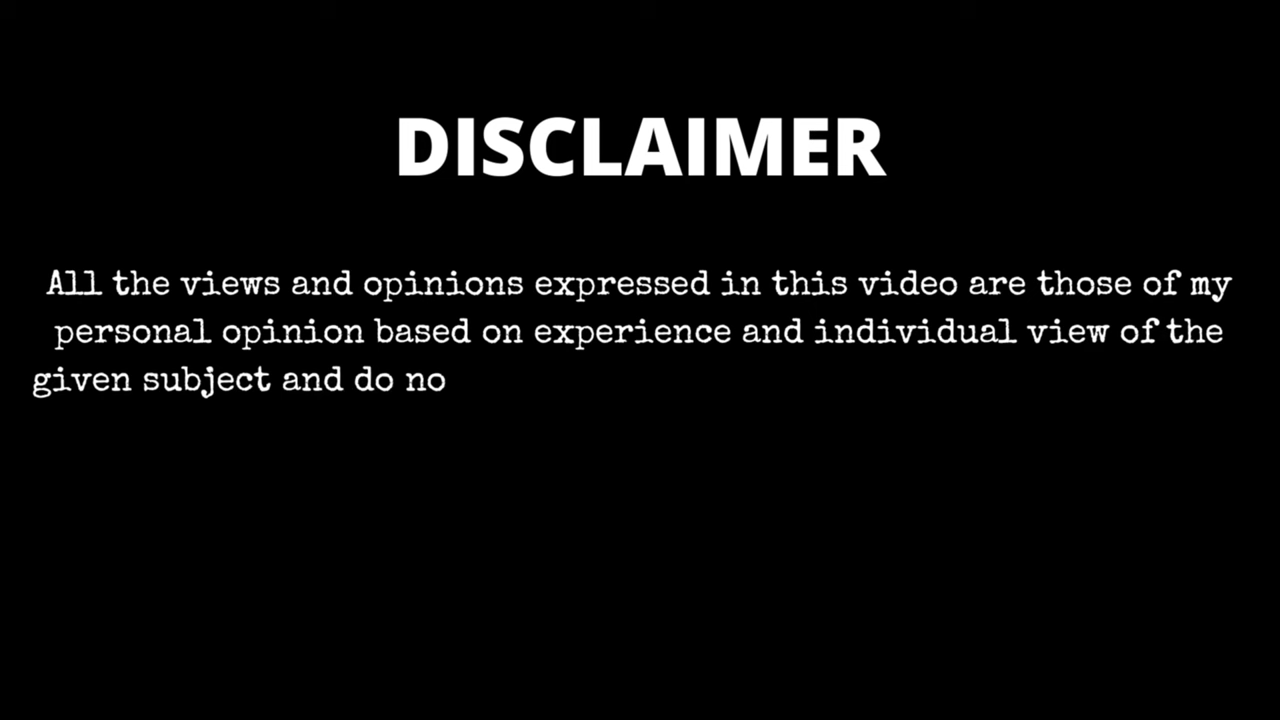 DISCLAIMER
All the views and opinions expressed in this video are those of my
personal opinion based on experience and individual view of the
given subject and do no